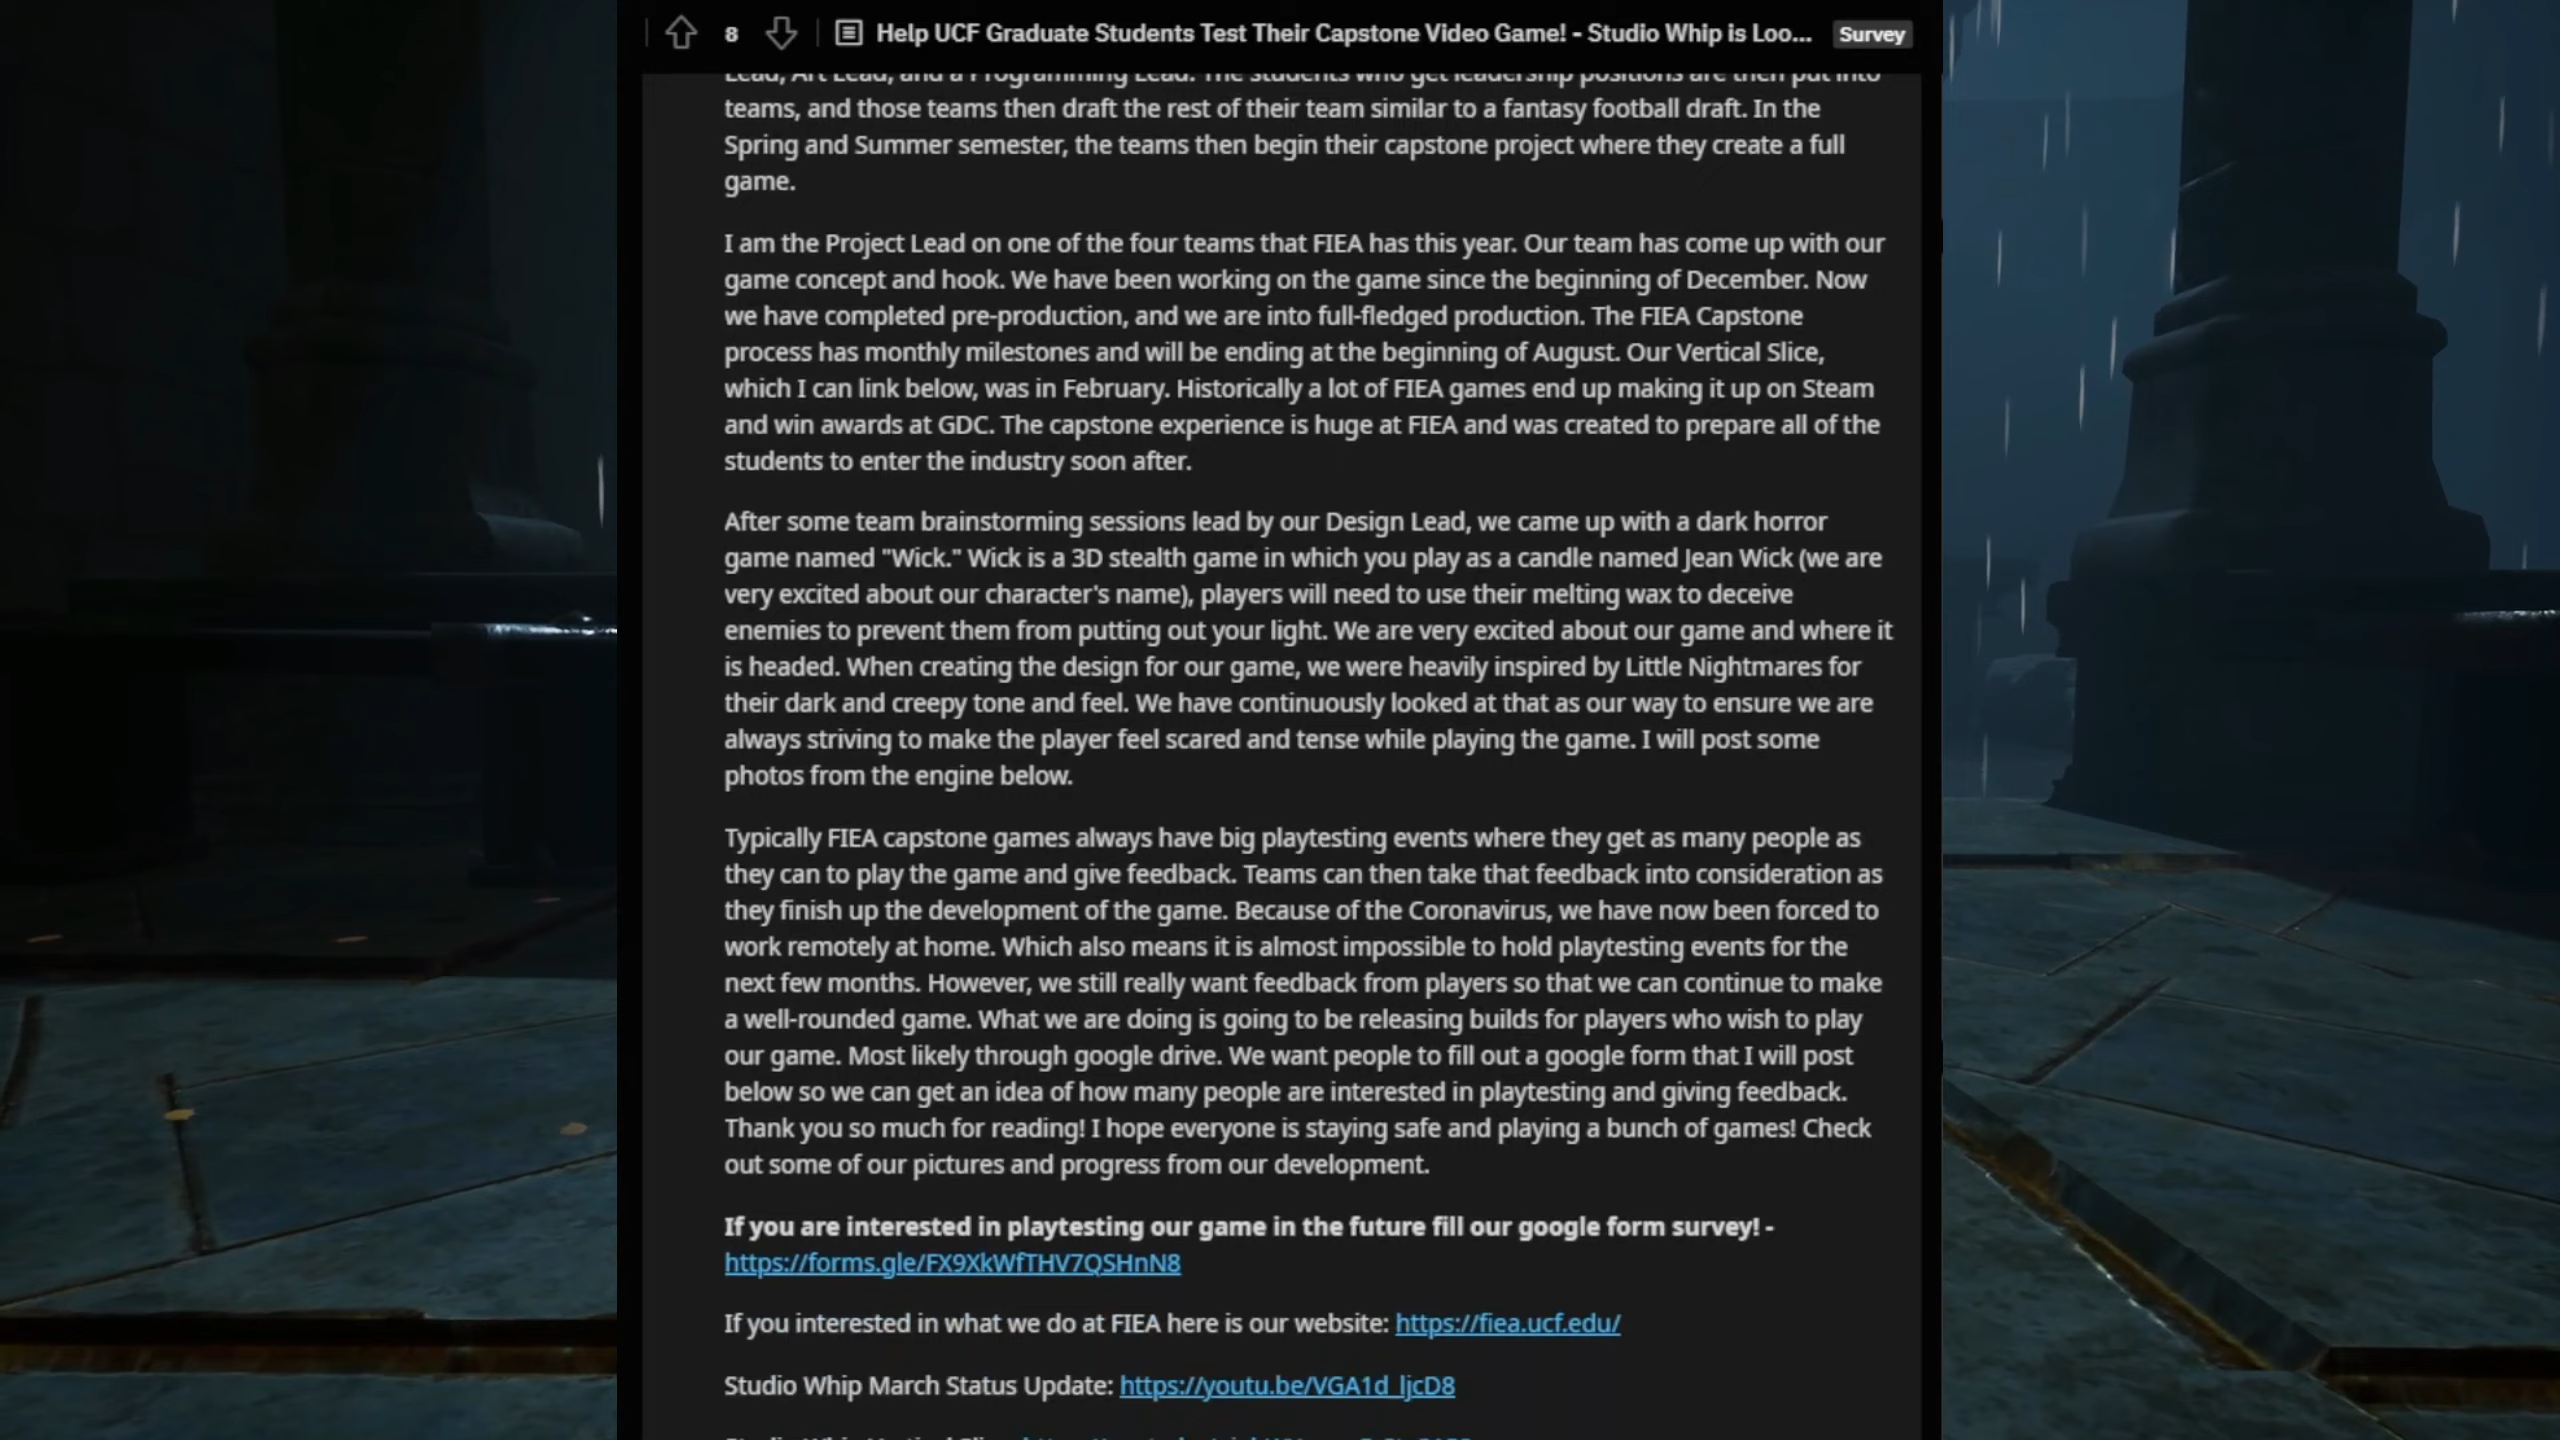 8 Help UCF Graduate Students Test Their Capstone Video Game! - Studio Whip is Loo... Survey
Lead, Art Lead, and a Programming Lead. The students who get leadership positions are then put into
teams, and those teams then draft the rest of their team similar to a fantasy football draft. In the
Spring and Summer semester, the teams then begin their capstone project where they create a full
game.
I am the Project Lead on one of the four teams that FIEA has this year. Our team has come up with our
game concept and hook. We have been working on the game since the beginning of December. Now
we have completed pre-production, and we are into full-fledged production. The FIEA Capstone
process has monthly milestones and will be ending at the beginning of August. Our Vertical Slice,
which I can link below, was in February. Historically a lot of FIEA games end up making it up on Steam
and win awards at GDC. The capstone experience is huge at FIEA and was created to prepare all of the
students to enter the industry soon after.
After some team brainstorming sessions lead by our Design Lead, we came up with a dark horror
game named "Wick." Wick is a 3D stealth game in which you play as a candle named Jean Wick (we are
very excited about our character's name), players will need to use their melting wax to deceive
enemies to prevent them from putting out your light. We are very excited about our game and where it
is headed. When creating the design for our game, we were heavily inspired by Little Nightmares for
their dark and creepy tone and feel. We have continuously looked at that as our way to ensure we are
always striving to make the player feel scared and tense while playing the game. I will post some
photos from the engine below.
Typically FIEA capstone games always have big playtesting events where they get as many people as
they can to play the game and give feedback. Teams can then take that feedback into consideration as
they finish up the development of the game. Because of the Coronavirus, we have now been forced to
work remotely at home. Which also means it is almost impossible to hold playtesting events for the
next few months. However, we still really want feedback from players so that we can continue to make
a well-rounded game. What we are doing is going to be releasing builds for players who wish to play
our game. Most likely through google drive. We want people to fill out a google form that I will post
below so we can get an idea of how many people are interested in playtesting and giving feedback.
Thank you so much for reading! I hope everyone is staying safe and playing a bunch of games! Check
out some of our pictures and progress from our development.
If you are interested in playtesting our game in the future fill our google form survey! -
https://forms.gle/FX9XkWfTHV7QSHnN8
If you interested in what we do at FIEA here is our website: https://fiea.ucf.edu/
Studio Whip March Status Update: https://youtu.be/VGA1d_ljcD8